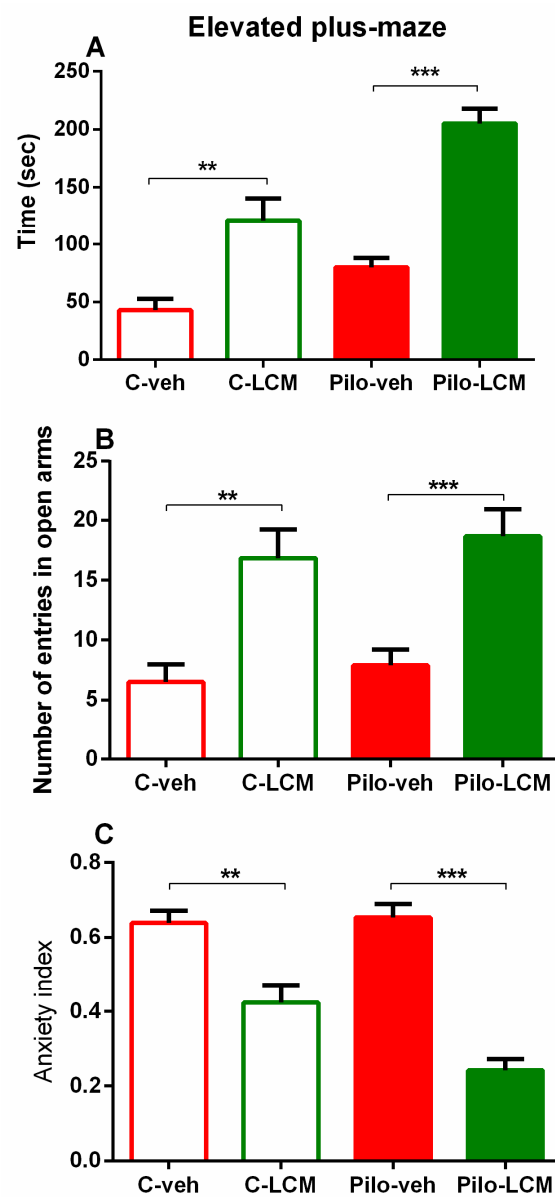 Elevated plus-maze
A
Time (sec)
250
200
150
100
50
0
**
***
C-veh C-LCM Pilo-veh Pilo-LCM
B
Number of entries in open arms
25
20
15
10
5
0
**
***
C-veh C-LCM Pilo-veh Pilo-LCM
C
Anxiety index
0.8
0.6
0.4
0.2
0.0
**
***
C-veh C-LCM Pilo-veh Pilo-LCM